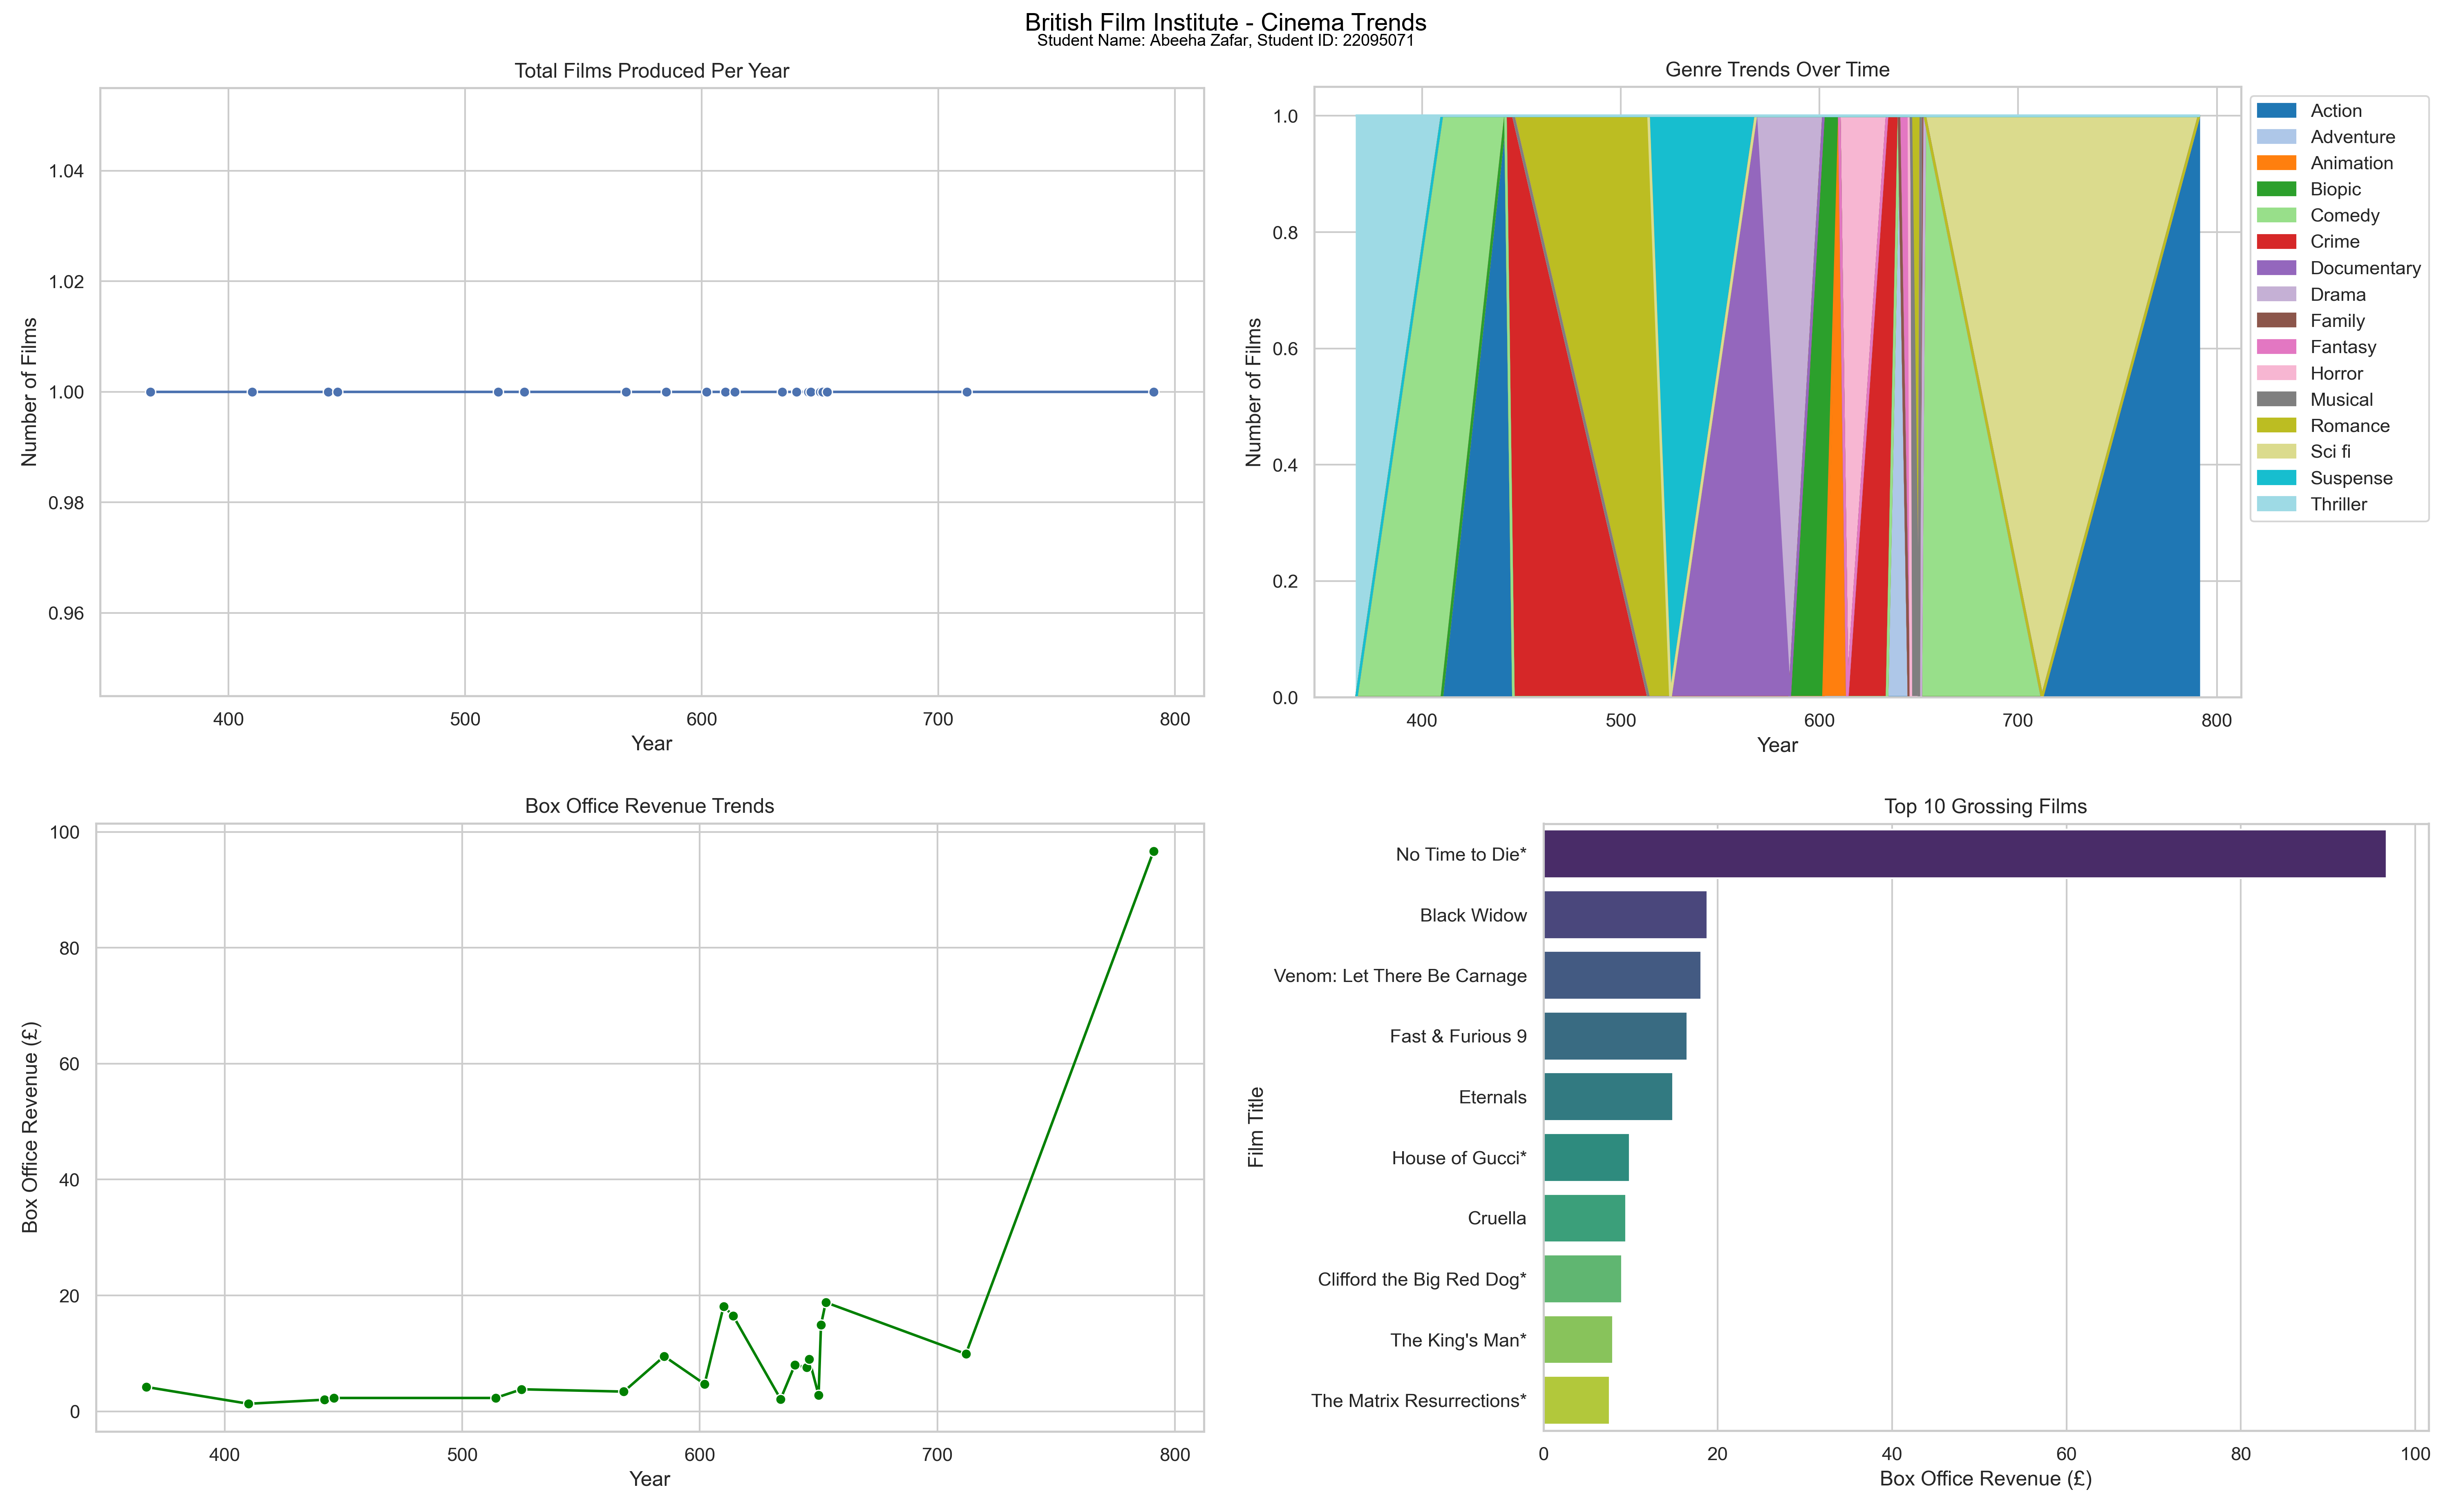 British Film Institute - Cinema Trends
Student Name: Abeeha Zafar, Student ID: 22095071
Total Films Produced Per Year
Number of Films
1.04
1.02
1.00
0.98
0.96
400 500 600 700 800
Year
Genre Trends Over Time
Number of Films
1.0
0.8
0.6
0.4
0.2
0.0
400 500 600 700 800
Year
Action
Adventure
Animation
Biopic
Comedy
Crime
Documentary
Drama
Family
Fantasy
Horror
Musical
Romance
Sci fi
Suspense
Thriller
Box Office Revenue Trends
Box Office Revenue (£)
100
80
60
40
20
0
400 500 600 700 800
Year
Top 10 Grossing Films
Film Title
No Time to Die*
Black Widow
Venom: Let There Be Carnage
Fast & Furious 9
Eternals
House of Gucci*
Cruella
Clifford the Big Red Dog*
The King's Man*
The Matrix Resurrections*
0 20 40 60 80 100
Box Office Revenue (£)